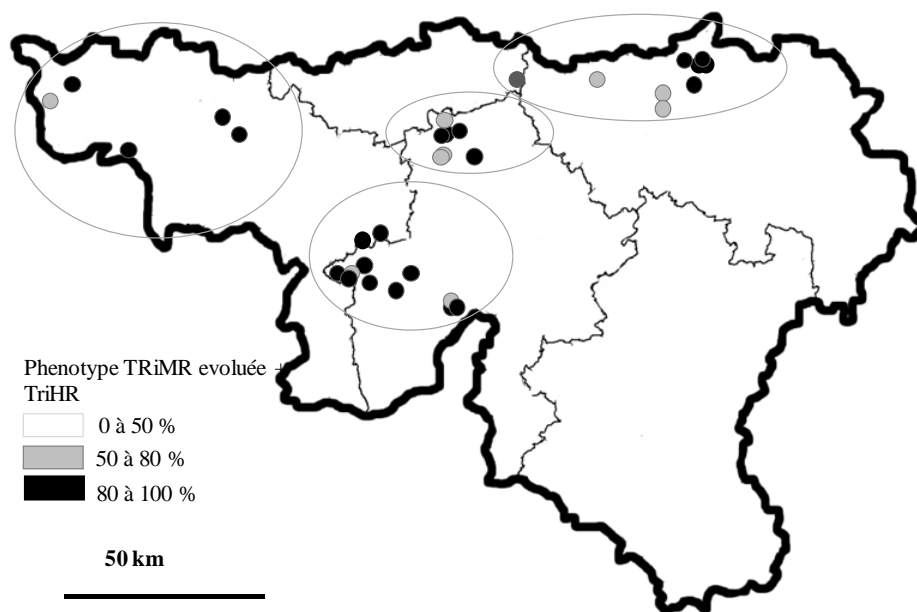 Phenotype TRiMR evoluée +
TriHR
0 à 50 %
50 à 80 %
80 à 100 %
50 km